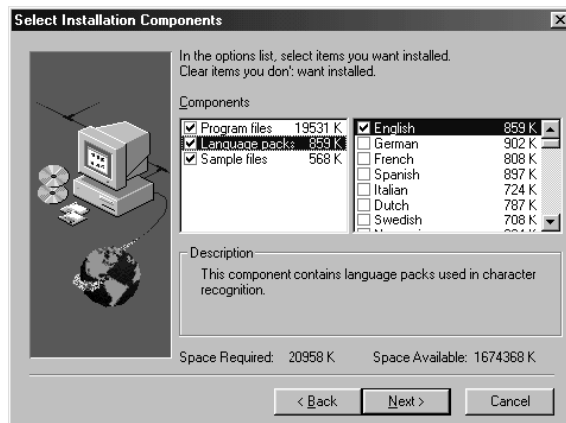 Select Installation Components
In the options list, select items you want installed.
Clear items you don't want installed.
Components
Program files 19531 K
Language packs 859 K
Sample files 568 K
English 859 K
German 902 K
French 808 K
Spanish 897 K
Italian 724 K
Dutch 787 K
Swedish 708 K
Description
This component contains language packs used in character
recognition.
Space Required: 20958 K Space Available: 1674368 K
< Back Next > Cancel